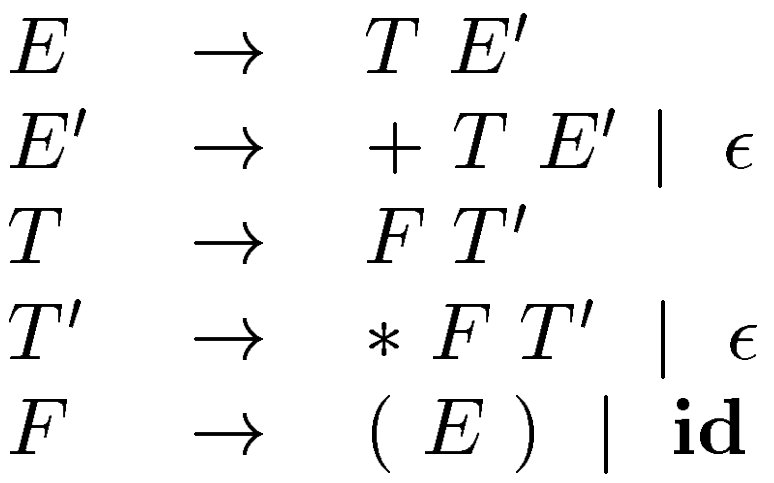 E → T E′
E′ → + T E′ | ϵ
T → F T′
T′ → * F T′ | ϵ
F → ( E ) | id